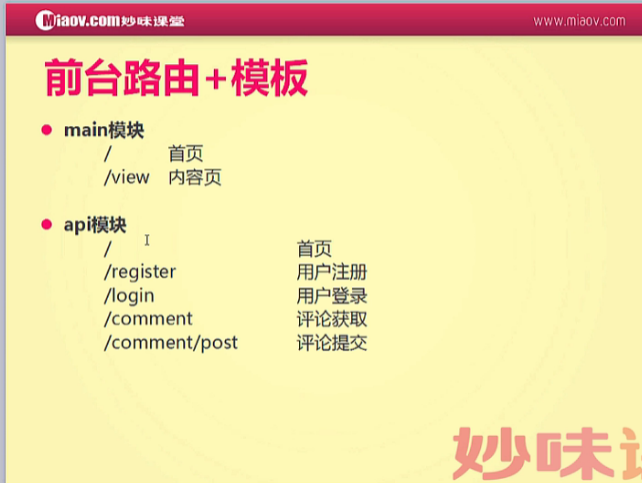 Miaov.com妙味课堂
www.miaov.com
前台路由+模板
main模块
/ 首页
/view 内容页
api模块
/ 首页
/register 用户注册
/login 用户登录
/comment 评论获取
/comment/post 评论提交
妙味